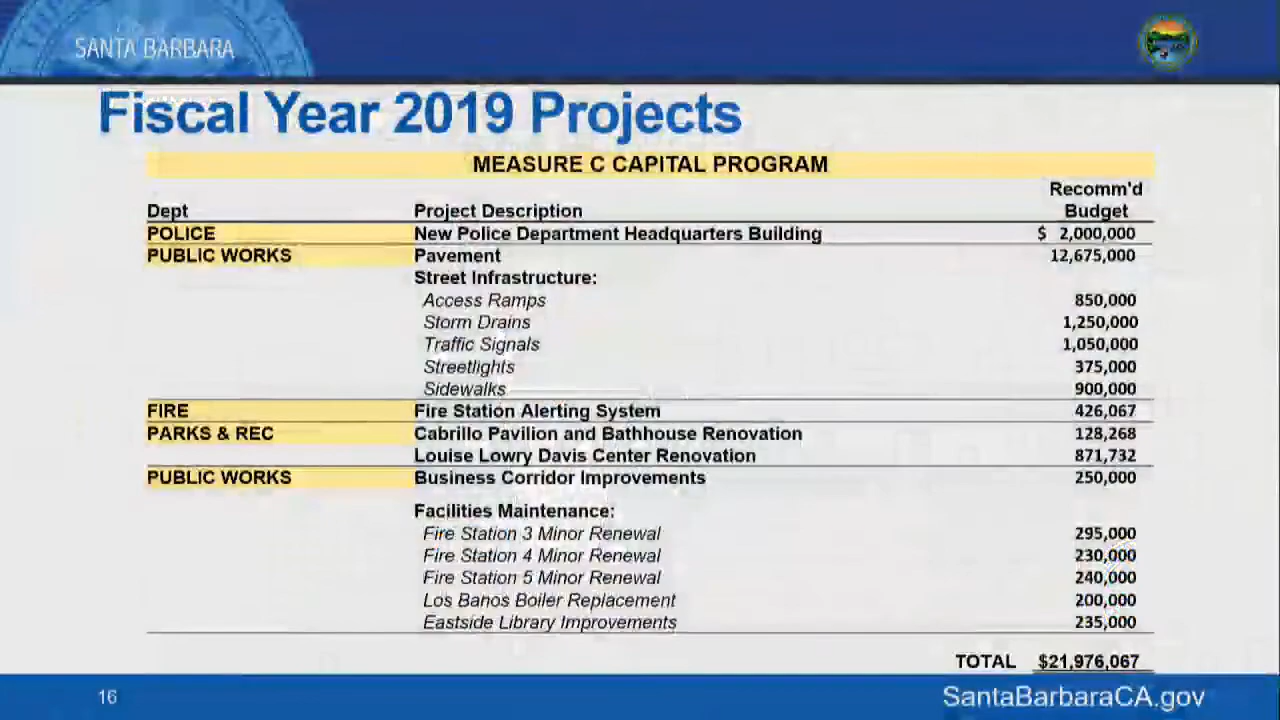 SANTA BARBARA
Fiscal Year 2019 Projects
MEASURE C CAPITAL PROGRAM
Recomm'd
Dept Project Description Budget
POLICE New Police Department Headquarters Building $ 2,000,000
PUBLIC WORKS Pavement 12,675,000
Street Infrastructure:
Access Ramps 850,000
Storm Drains 1,250,000
Traffic Signals 1,050,000
Streetlights 375,000
Sidewalks 900,000
FIRE Fire Station Alerting System 426,067
PARKS & REC Cabrillo Pavilion and Bathhouse Renovation 128,268
Louise Lowry Davis Center Renovation 871,732
PUBLIC WORKS Business Corridor Improvements 250,000
Facilities Maintenance:
Fire Station 3 Minor Renewal 295,000
Fire Station 4 Minor Renewal 230,000
Fire Station 5 Minor Renewal 240,000
Los Banos Boiler Replacement 200,000
Eastside Library Improvements 235,000
TOTAL $21,976,067
16 SantaBarbaraCA.gov